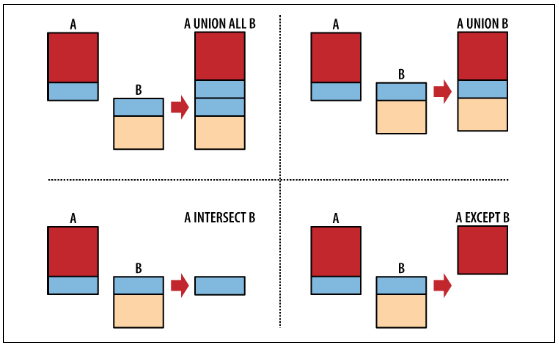 A
A UNION ALL B
B
A
A UNION B
B
A
A INTERSECT B
B
A
A EXCEPT B
B